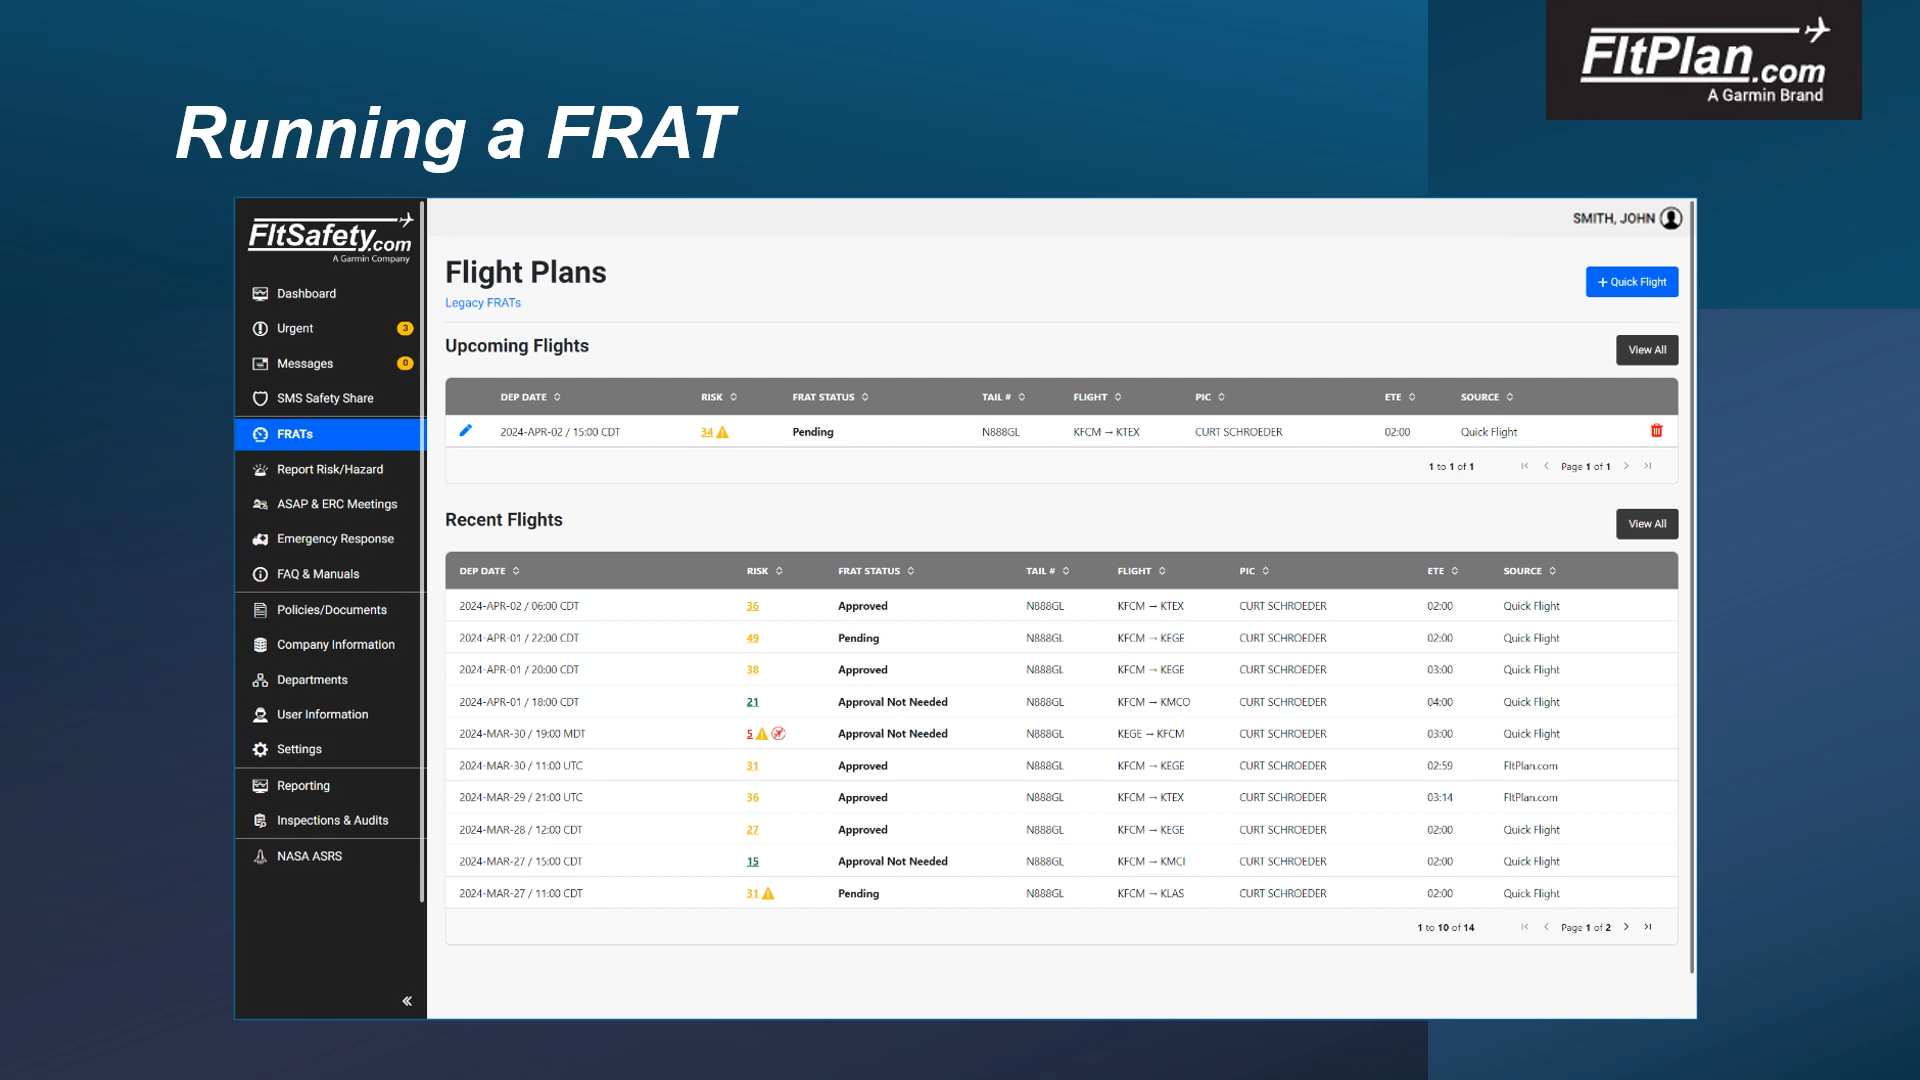 FltPlan.com
A Garmin Brand
Running a FRAT
FltSafety.com
A Garmin Company
SMITH, JOHN
Dashboard
Urgent 3
Messages 0
SMS Safety Share
FRATs
Report Risk/Hazard
ASAP & ERC Meetings
Emergency Response
FAQ & Manuals
Policies/Documents
Company Information
Departments
User Information
Settings
Reporting
Inspections & Audits
NASA ASRS
Flight Plans
Legacy FRATs
+ Quick Flight
Upcoming Flights
View All
DEP DATE RISK FRAT STATUS TAIL # FLIGHT PIC ETE SOURCE
2024-APR-02 / 15:00 CDT 34 Pending N888GL KFCM → KTEX CURT SCHROEDER 02:00 Quick Flight
1 to 1 of 1 Page 1 of 1
Recent Flights
View All
DEP DATE RISK FRAT STATUS TAIL # FLIGHT PIC ETE SOURCE
2024-APR-02 / 06:00 CDT 36 Approved N888GL KFCM → KTEX CURT SCHROEDER 02:00 Quick Flight
2024-APR-01 / 22:00 CDT 49 Pending N888GL KFCM → KEGE CURT SCHROEDER 02:00 Quick Flight
2024-APR-01 / 20:00 CDT 38 Approved N888GL KFCM → KEGE CURT SCHROEDER 03:00 Quick Flight
2024-APR-01 / 18:00 CDT 21 Approval Not Needed N888GL KFCM → KMCO CURT SCHROEDER 04:00 Quick Flight
2024-MAR-30 / 19:00 MDT 5 Approval Not Needed N888GL KEGE → KFCM CURT SCHROEDER 03:00 Quick Flight
2024-MAR-30 / 11:00 UTC 31 Approved N888GL KFCM → KEGE CURT SCHROEDER 02:59 FltPlan.com
2024-MAR-29 / 21:00 UTC 36 Approved N888GL KFCM → KTEX CURT SCHROEDER 03:14 FltPlan.com
2024-MAR-28 / 12:00 CDT 27 Approved N888GL KFCM → KEGE CURT SCHROEDER 02:00 Quick Flight
2024-MAR-27 / 15:00 CDT 15 Approval Not Needed N888GL KFCM → KMCI CURT SCHROEDER 02:00 Quick Flight
2024-MAR-27 / 11:00 CDT 31 Pending N888GL KFCM → KLAS CURT SCHROEDER 02:00 Quick Flight
1 to 10 of 14 Page 1 of 2